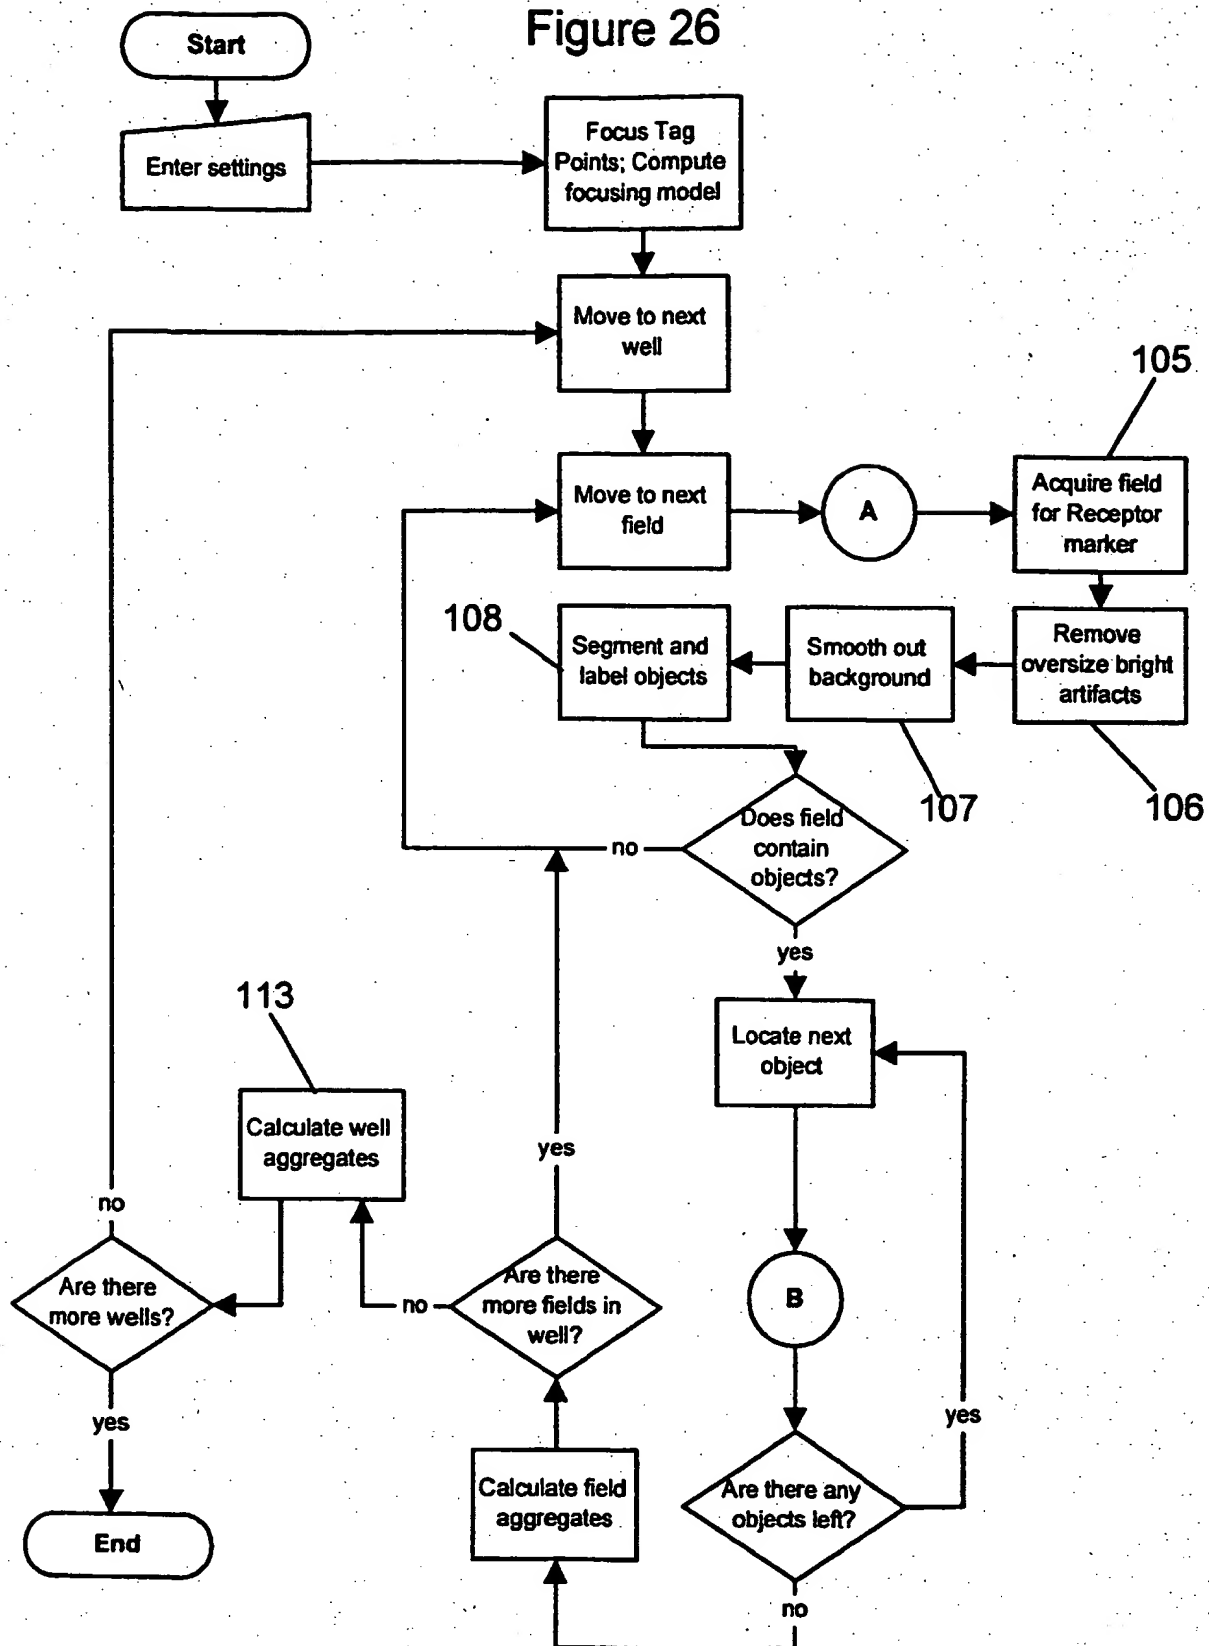 Figure 26
Start
Enter settings
Focus Tag
Points; Compute
focusing model
Move to next
well
105
Move to next
field
A
Acquire field
for Receptor
marker
108
Segment and
label objects
Smooth out
background
Remove
oversize bright
artifacts
107
106
Does field
contain
objects?
no
yes
Locate next
object
113
Calculate well
aggregates
yes
no
Are there
more wells?
no
Are there
more fields in
well?
B
yes
yes
Calculate field
aggregates
Are there any
objects left?
End
no